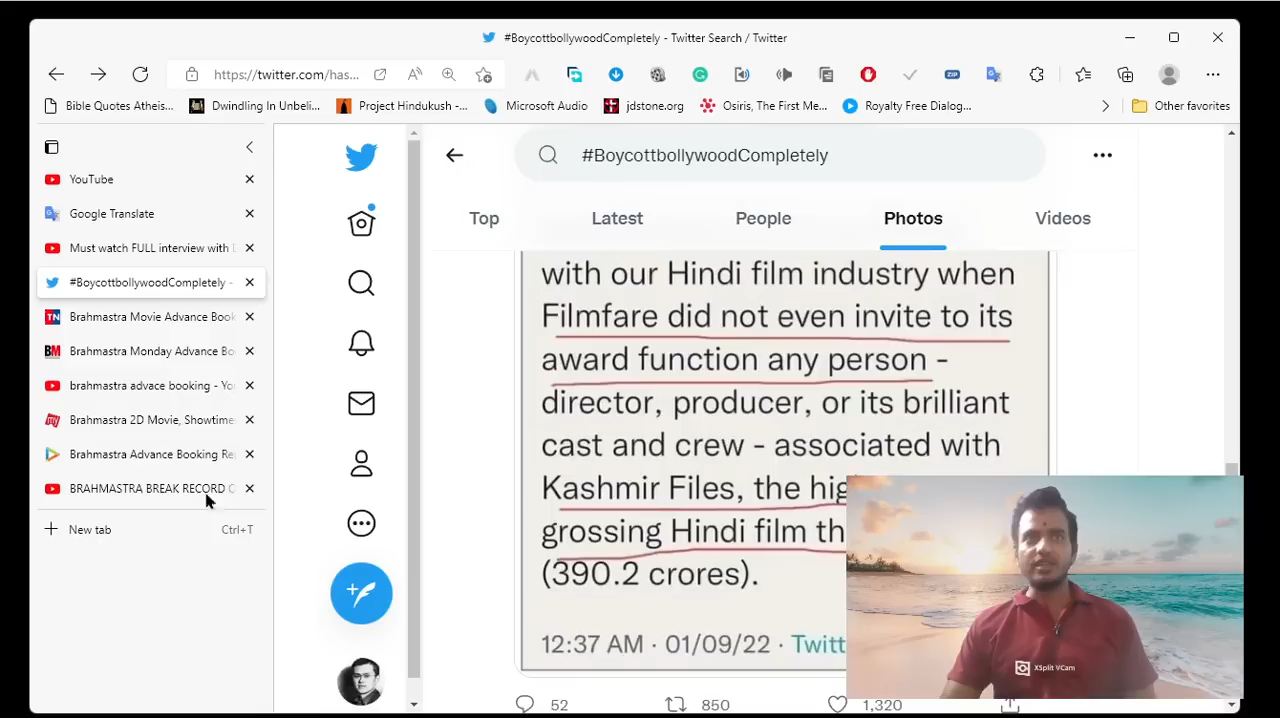 #BoycottbollywoodCompletely - Twitter Search / Twitter
https://twitter.com/has...
ZIP
Bible Quotes Atheis...
Dwindling In Unbeli...
Project Hindukush -...
Microsoft Audio
jdstone.org
Osiris, The First Me...
Royalty Free Dialog...
Other favorites
YouTube
Google Translate
Must watch FULL interview with
#BoycottbollywoodCompletely -
TN Brahmastra Movie Advance Book
BM Brahmastra Monday Advance Bo
brahmastra advace booking - Yo
my Brahmastra 2D Movie, Showtime
Brahmastra Advance Booking Re
BRAHMASTRA BREAK RECORD
New tab Ctrl+T
#BoycottbollywoodCompletely
Top Latest People Photos Videos
with our Hindi film industry when
Filmfare did not even invite to its
award function any person -
director, producer, or its brilliant
cast and crew - associated with
Kashmir Files, the hig
grossing Hindi film th
(390.2 crores).
12:37 AM · 01/09/22 · Twitt
52 850 1,320
XSplit VCam